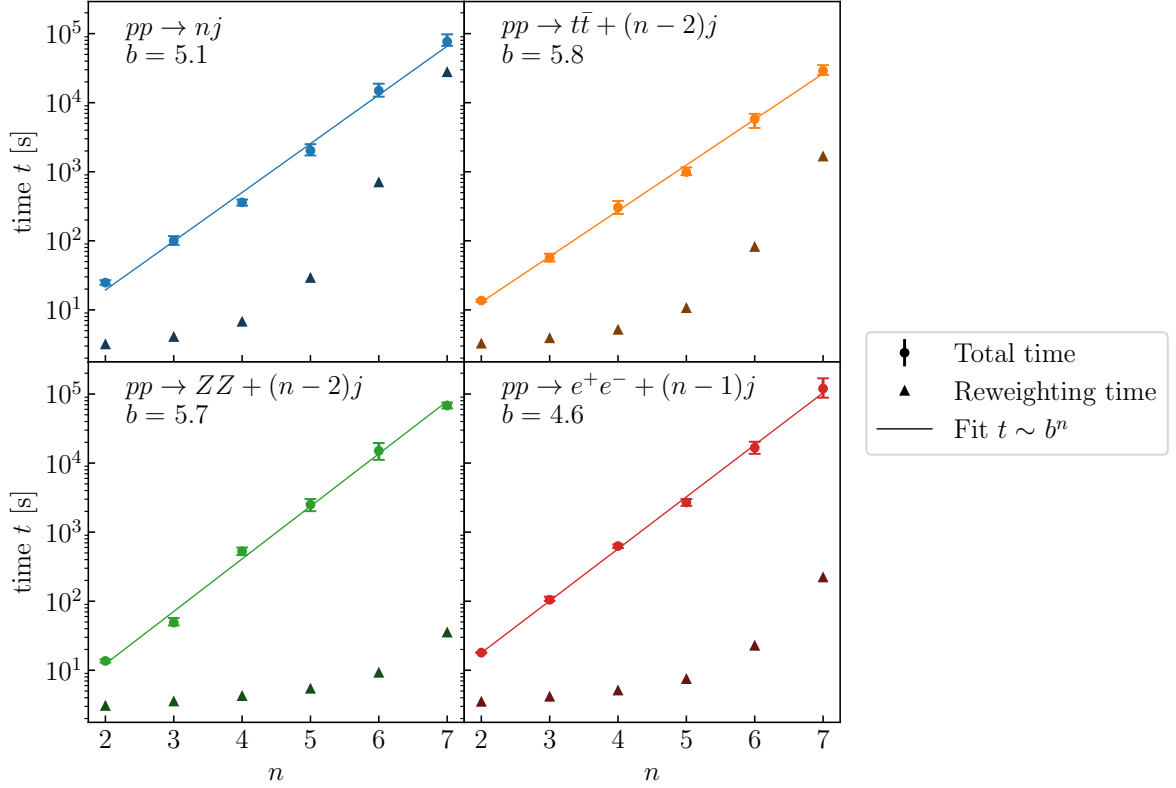 pp → nj
b = 5.1
pp → tt̄ + (n − 2)j
b = 5.8
10⁵
10⁴
10³
10²
10¹
time t [s]
pp → ZZ + (n − 2)j
b = 5.7
pp → e⁺e⁻ + (n − 1)j
b = 4.6
10⁵
10⁴
10³
10²
10¹
time t [s]
2 3 4 5 6 7
2 3 4 5 6 7
n
n
Total time
Reweighting time
Fit t ∼ bⁿ